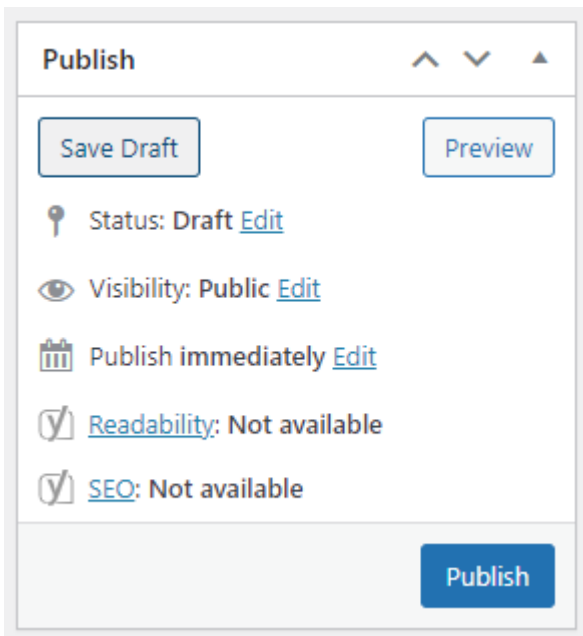 Publish
Save Draft Preview
Status: Draft Edit
Visibility: Public Edit
Publish immediately Edit
Readability: Not available
SEO: Not available
Publish